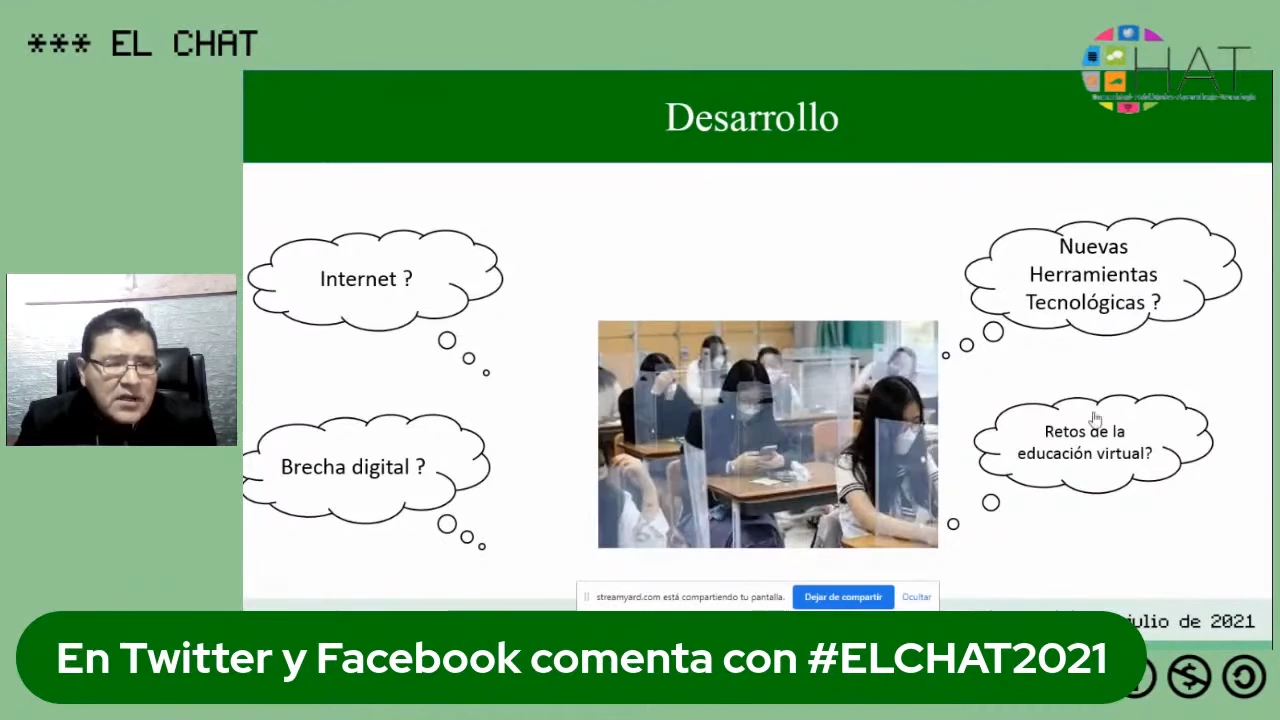 *** EL CHAT
HAT
Desarrollo
Internet ?
Nuevas
Herramientas
Tecnológicas ?
Brecha digital ?
Retos de la
educación virtual?
streamyard.com está compartiendo tu pantalla.
Dejar de compartir
Ocultar
julio de 2021
En Twitter y Facebook comenta con #ELCHAT2021